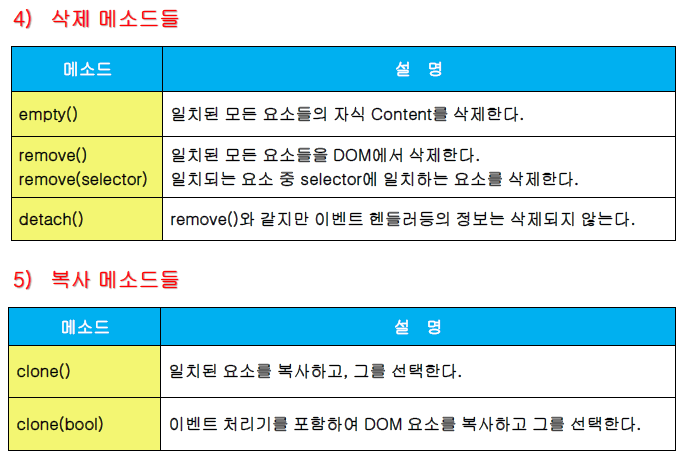 4) 삭제 메소드들
메소드 설 명
empty() 일치된 모든 요소들의 자식 Content를 삭제한다.
remove() 일치된 모든 요소들을 DOM에서 삭제한다.
remove(selector) 일치되는 요소 중 selector에 일치하는 요소를 삭제한다.
detach() remove()와 같지만 이벤트 헨들러등의 정보는 삭제되지 않는다.
5) 복사 메소드들
메소드 설 명
clone() 일치된 요소를 복사하고, 그를 선택한다.
clone(bool) 이벤트 처리기를 포함하여 DOM 요소를 복사하고 그를 선택한다.